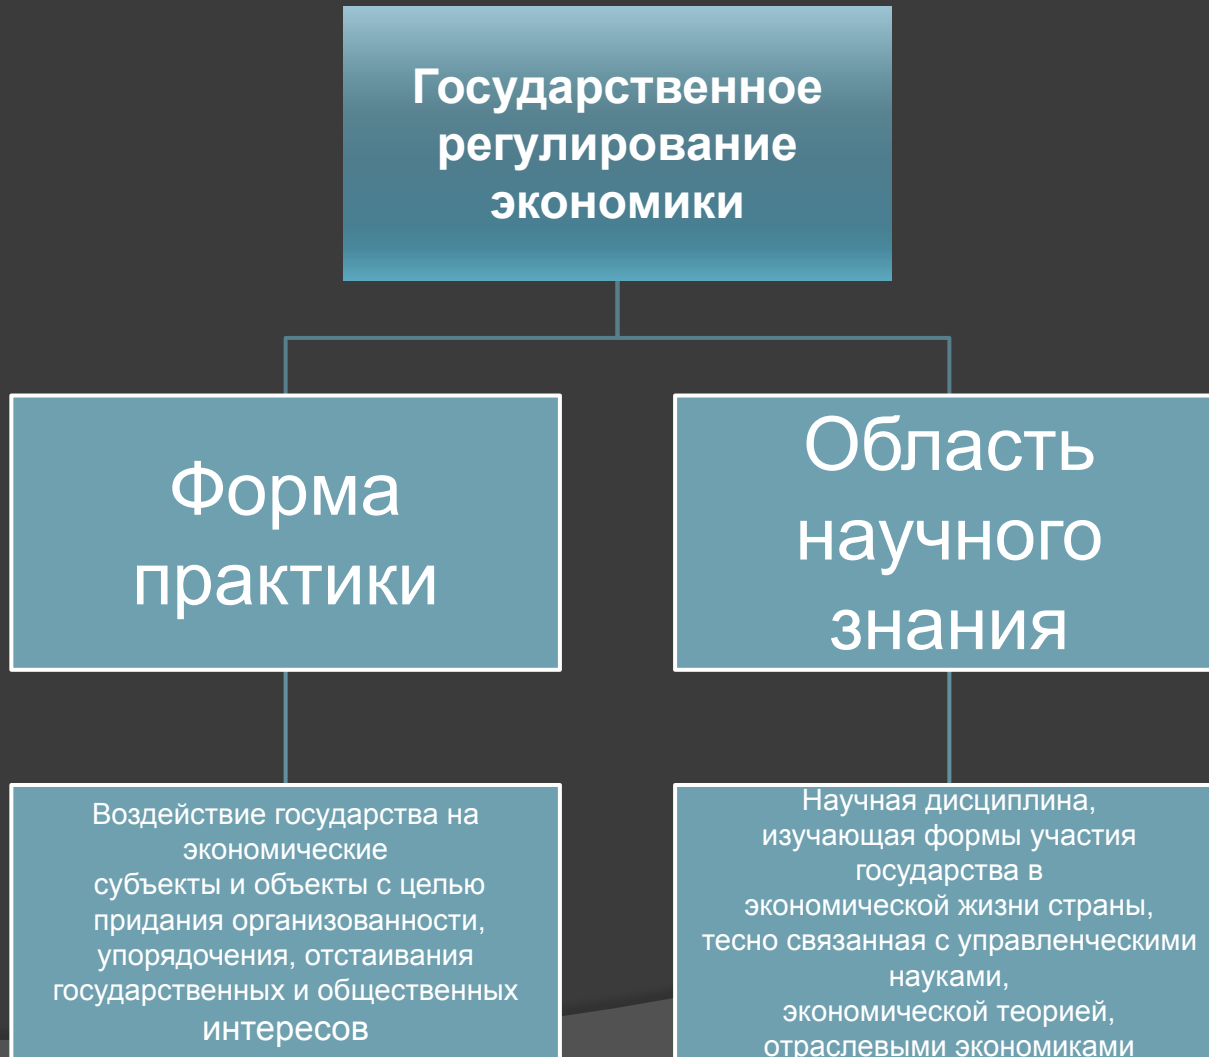 Государственное
регулирование
экономики
Форма
практики
Область
научного
знания
Воздействие государства на
экономические
субъекты и объекты с целью
придания организованности,
упорядочения, отстаивания
государственных и общественных
интересов
Научная дисциплина,
изучающая формы участия
государства в
экономической жизни страны,
тесно связанная с управленческими
науками,
экономической теорией,
отраслевыми экономиками